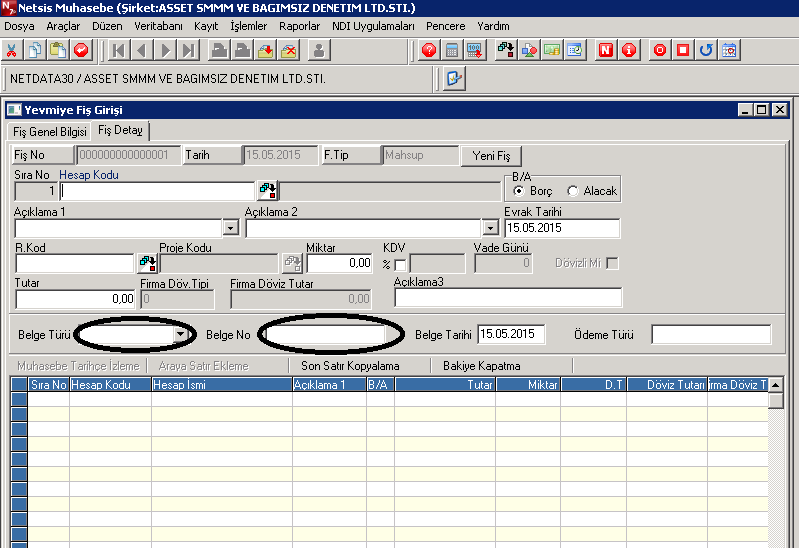 Netsis Muhasebe (Şirket:ASSET SMMM VE BAGIMSIZ DENETIM LTD.STI.)
Dosya Araçlar Düzen Veritabanı Kayıt İşlemler Raporlar NDI Uygulamaları Pencere Yardım
NETDATA30 / ASSET SMMM VE BAGIMSIZ DENETIM LTD.STI.
Yevmiye Fiş Girişi
Fiş Genel Bilgisi Fiş Detay
Fiş No 000000000000001 Tarih 15.05.2015 F.Tip Mahsup Yeni Fiş
Sıra No Hesap Kodu B/A
1 Borç Alacak
Açıklama 1 Açıklama 2 Evrak Tarihi
15.05.2015
R.Kod Proje Kodu Miktar KDV Vade Günü
0,00 % 0 Dövizli Mi
Tutar Firma Döv.Tipi Firma Döviz Tutar Açıklama3
0,00 0 0,00
Belge Türü Belge No Belge Tarihi 15.05.2015 Ödeme Türü
Muhasebe Tarihçe İzleme Araya Satır Ekleme Son Satır Kopyalama Bakiye Kapatma
Sıra No Hesap Kodu Hesap İsmi Açıklama 1 B/A Tutar Miktar D.T Döviz Tutarı irma Döviz T